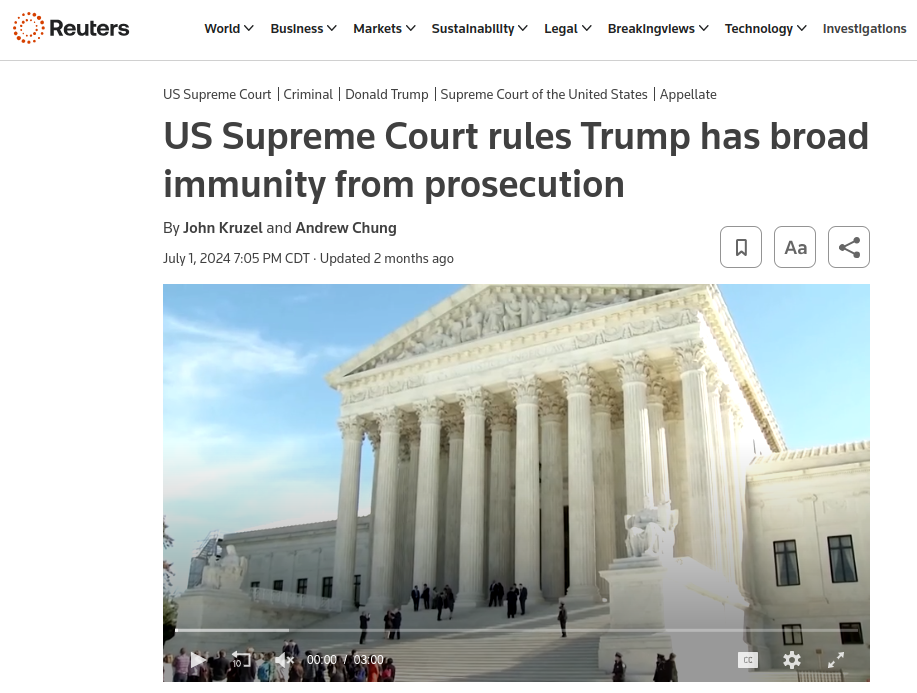 Reuters World Business Markets Sustainability Legal Breakingviews Technology Investigations
US Supreme Court | Criminal | Donald Trump | Supreme Court of the United States | Appellate
US Supreme Court rules Trump has broad
immunity from prosecution
By John Kruzel and Andrew Chung
July 1, 2024 7:05 PM CDT · Updated 2 months ago
Aa
10 00:00 / 03:00 CC